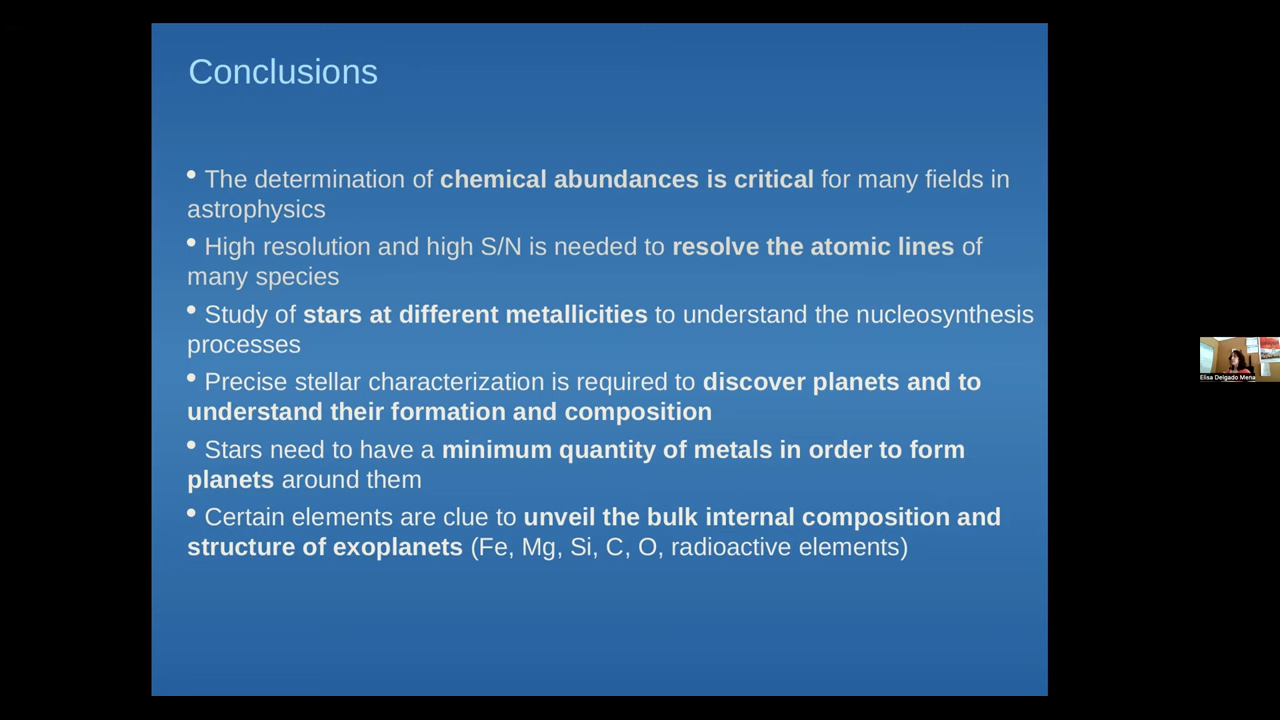 Conclusions
• The determination of chemical abundances is critical for many fields in
astrophysics
• High resolution and high S/N is needed to resolve the atomic lines of
many species
• Study of stars at different metallicities to understand the nucleosynthesis
processes
• Precise stellar characterization is required to discover planets and to
understand their formation and composition
• Stars need to have a minimum quantity of metals in order to form
planets around them
• Certain elements are clue to unveil the bulk internal composition and
structure of exoplanets (Fe, Mg, Si, C, O, radioactive elements)
Elisa Delgado Mena